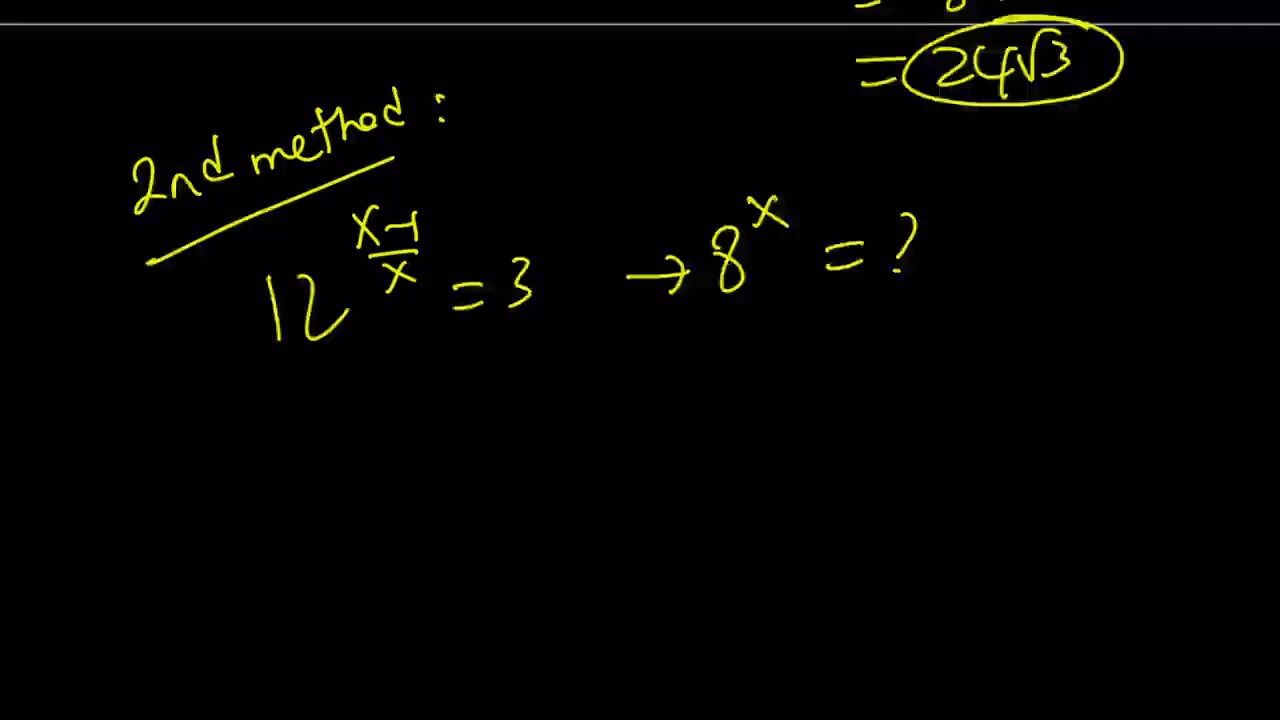 = 24√3
2nd method:
12^((x-1)/x) = 3 → 8^x = ?